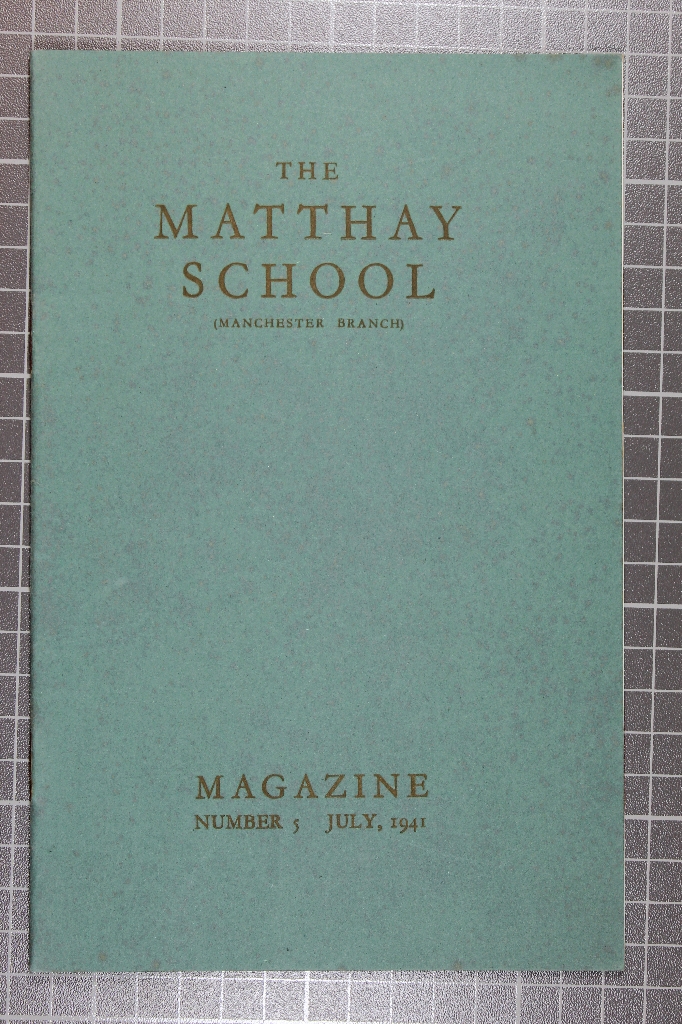 THE
MATTHAY
SCHOOL
(MANCHESTER BRANCH)
MAGAZINE
NUMBER 5 JULY, 1941